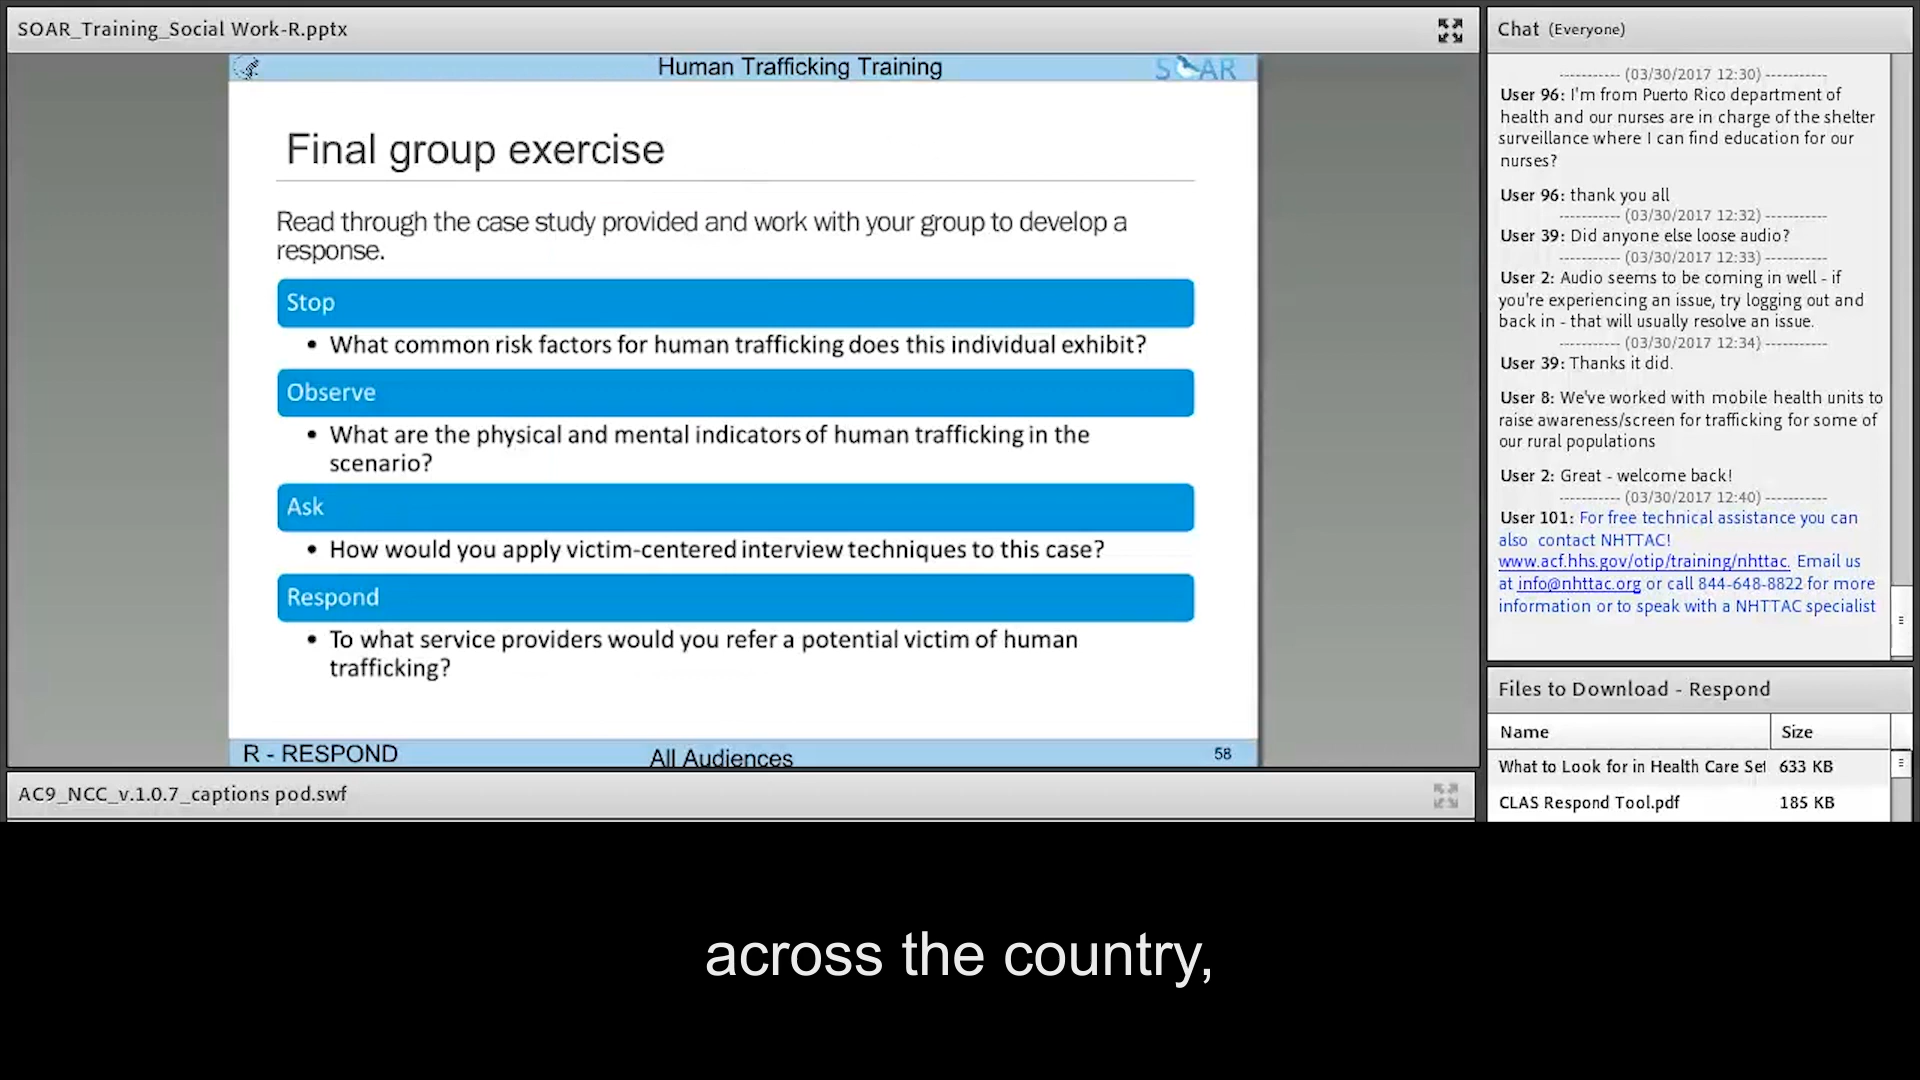 SOAR_Training_Social Work-R.pptx
Human Trafficking Training
SOAR
Final group exercise
Read through the case study provided and work with your group to develop a
response.
Stop
• What common risk factors for human trafficking does this individual exhibit?
Observe
• What are the physical and mental indicators of human trafficking in the
scenario?
Ask
• How would you apply victim-centered interview techniques to this case?
Respond
• To what service providers would you refer a potential victim of human
trafficking?
R - RESPOND
All Audiences
58
AC9_NCC_v.1.0.7_captions pod.swf
Chat (Everyone)
----------- (03/30/2017 12:30) -----------
User 96: I'm from Puerto Rico department of
health and our nurses are in charge of the shelter
surveillance where I can find education for our
nurses?
User 96: thank you all
----------- (03/30/2017 12:32) -----------
User 39: Did anyone else loose audio?
----------- (03/30/2017 12:33) -----------
User 2: Audio seems to be coming in well - if
you're experiencing an issue, try logging out and
back in - that will usually resolve an issue.
----------- (03/30/2017 12:34) -----------
User 39: Thanks it did.
User 8: We've worked with mobile health units to
raise awareness/screen for trafficking for some of
our rural populations
User 2: Great - welcome back!
----------- (03/30/2017 12:40) -----------
User 101: For free technical assistance you can
also contact NHTTAC!
www.acf.hhs.gov/otip/training/nhttac. Email us
at info@nhttac.org or call 844-648-8822 for more
information or to speak with a NHTTAC specialist
Files to Download - Respond
Name Size
What to Look for in Health Care Set 633 KB
CLAS Respond Tool.pdf 185 KB
across the country,